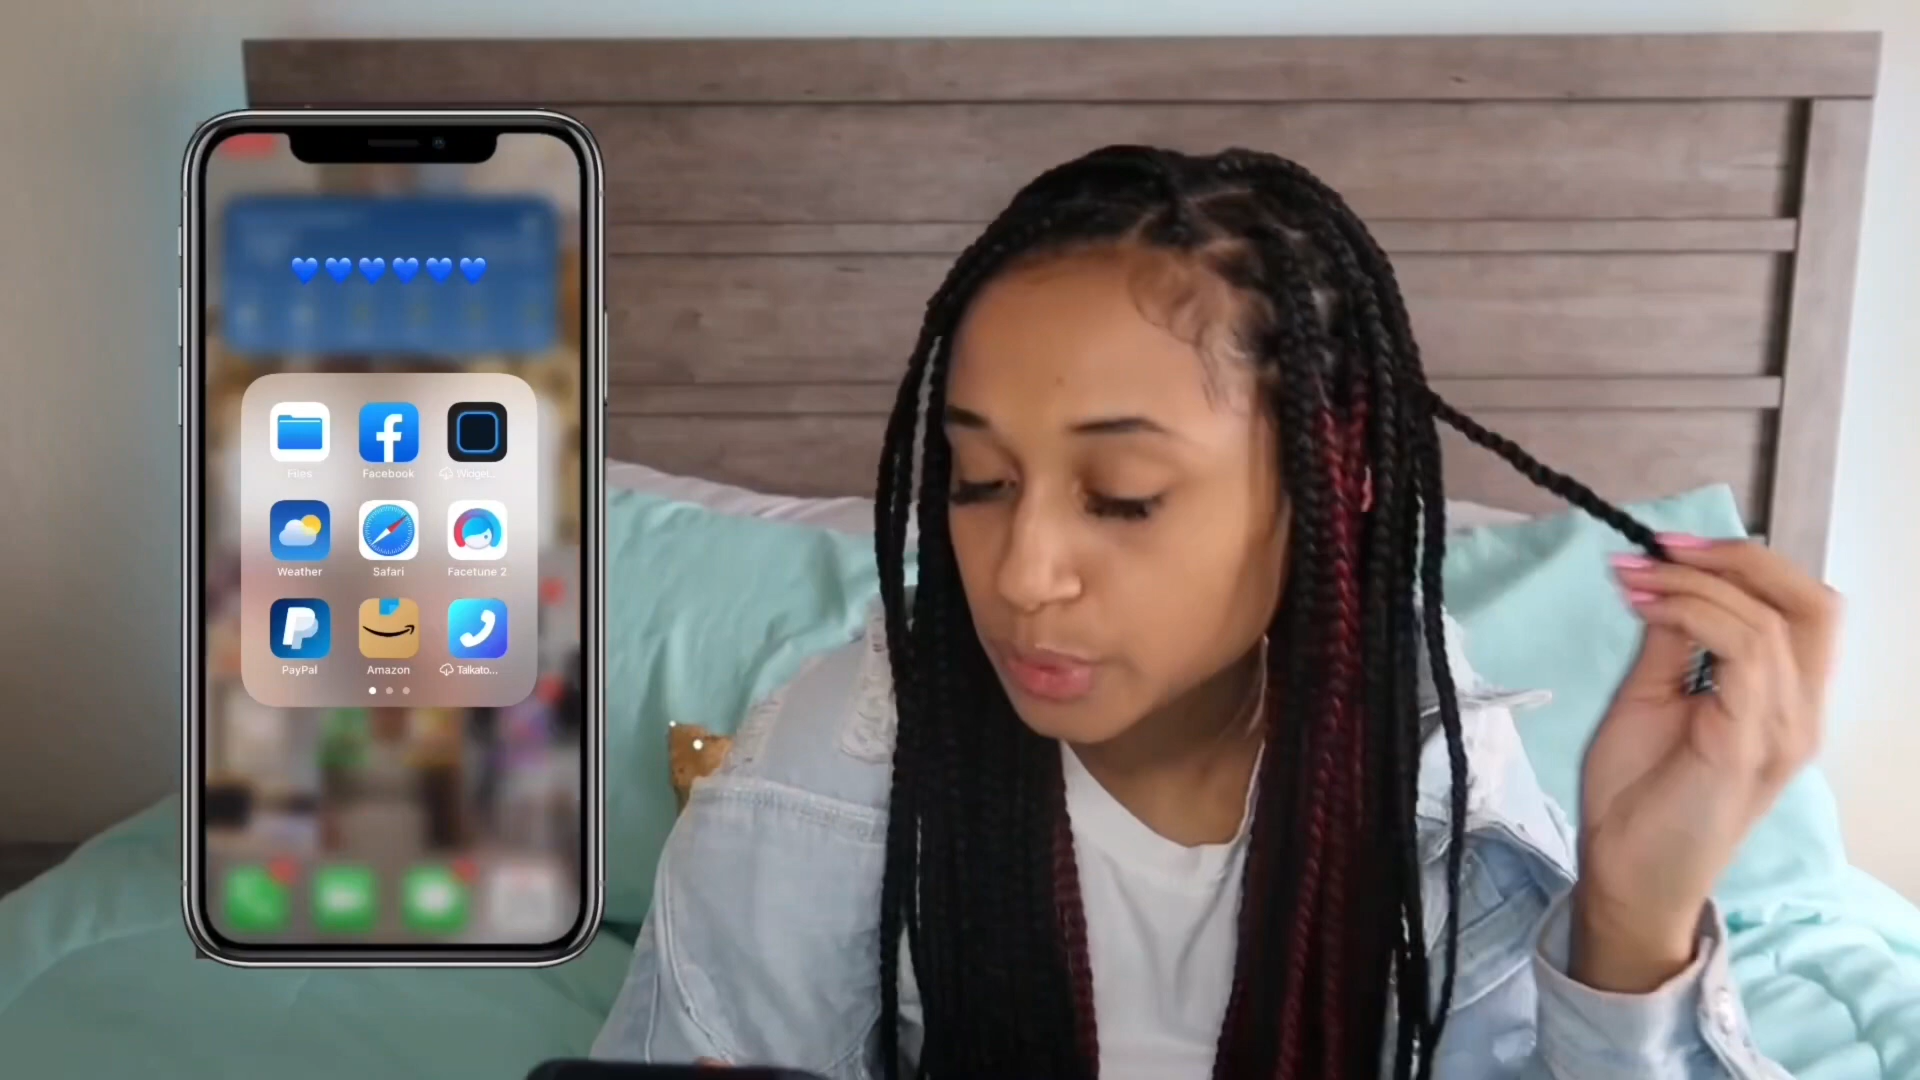 💙💙💙💙💙💙
Files Facebook Widget...
Weather Safari Facetune 2
PayPal Amazon Talkato...